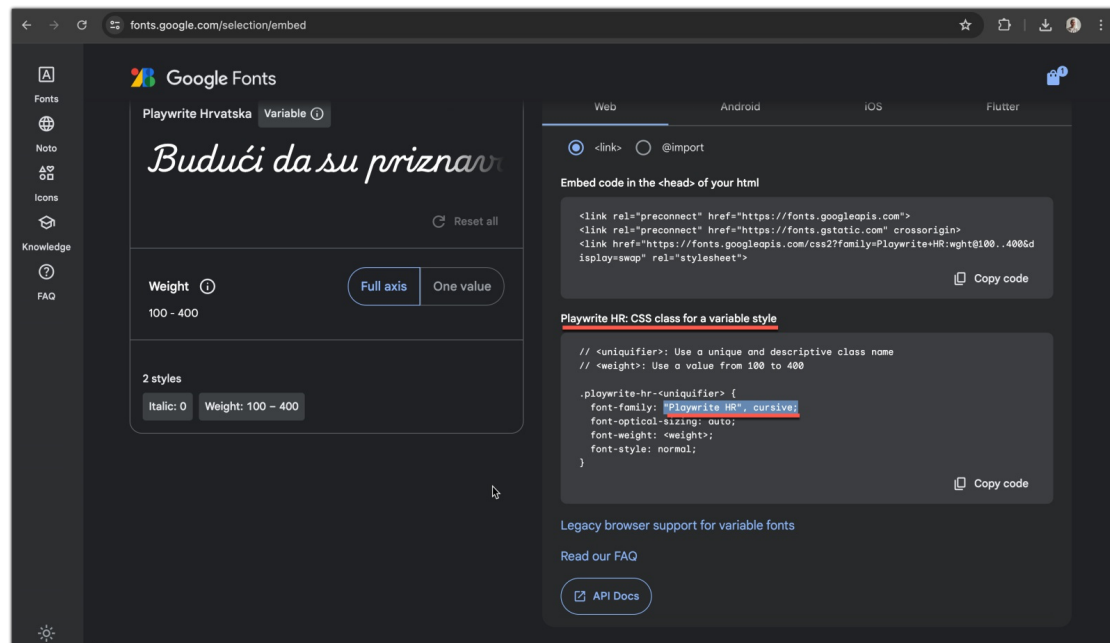 fonts.google.com/selection/embed
Google Fonts
1
Fonts
Noto
Icons
Knowledge
FAQ
Playwrite Hrvatska Variable
Budući da su priznan
Reset all
Weight
Full axis One value
100 - 400
2 styles
Italic: 0 Weight: 100 – 400
Web Android iOS Flutter
<link> @import
Embed code in the <head> of your html
<link rel="preconnect" href="https://fonts.googleapis.com">
<link rel="preconnect" href="https://fonts.gstatic.com" crossorigin>
<link href="https://fonts.googleapis.com/css2?family=Playwrite+HR:wght@100..400&d
isplay=swap" rel="stylesheet">
Copy code
Playwrite HR: CSS class for a variable style
// <uniquifier>: Use a unique and descriptive class name
// <weight>: Use a value from 100 to 400
.playwrite-hr-<uniquifier> {
font-family: "Playwrite HR", cursive;
font-optical-sizing: auto;
font-weight: <weight>;
font-style: normal;
}
Copy code
Legacy browser support for variable fonts
Read our FAQ
API Docs